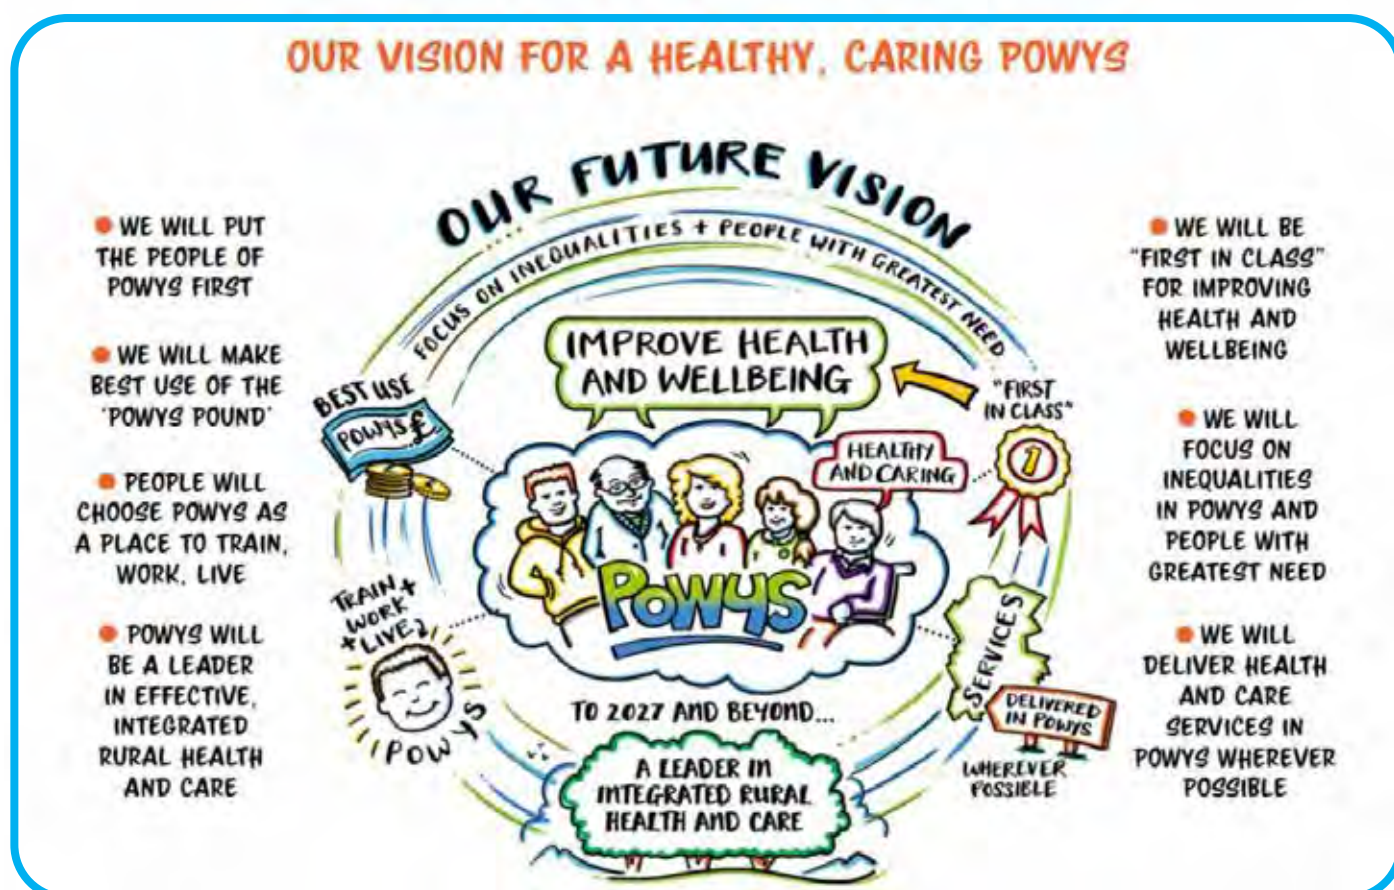 OUR VISION FOR A HEALTHY, CARING POWYS
● WE WILL PUT
THE PEOPLE OF
POWYS FIRST
● WE WILL MAKE
BEST USE OF THE
'POWYS POUND'
● PEOPLE WILL
CHOOSE POWYS AS
A PLACE TO TRAIN,
WORK, LIVE
● POWYS WILL
BE A LEADER
IN EFFECTIVE,
INTEGRATED
RURAL HEALTH
AND CARE
OUR FUTURE VISION
FOCUS ON INEQUALITIES + PEOPLE WITH GREATEST NEED
IMPROVE HEALTH
AND WELLBEING
BEST USE
POWYS £
"FIRST
IN CLASS"
1
HEALTHY
AND CARING
POWYS
TRAIN +
WORK
+ LIVE
POWYS
SERVICES
DELIVERED
IN POWYS
WHEREVER
POSSIBLE
TO 2027 AND BEYOND...
A LEADER IN
INTEGRATED RURAL
HEALTH AND CARE
● WE WILL BE
"FIRST IN CLASS"
FOR IMPROVING
HEALTH AND
WELLBEING
● WE WILL
FOCUS ON
INEQUALITIES
IN POWYS AND
PEOPLE WITH
GREATEST NEED
● WE WILL
DELIVER HEALTH
AND CARE
SERVICES IN
POWYS WHEREVER
POSSIBLE